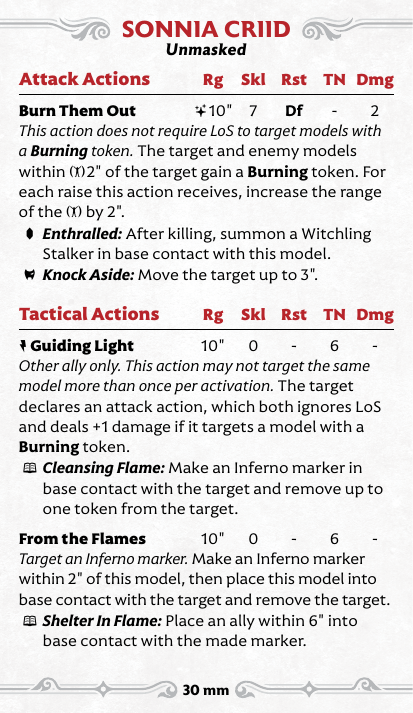 SONNIA CRIID
Unmasked
Attack Actions Rg Skl Rst TN Dmg
Burn Them Out 10" 7 Df - 2
This action does not require LoS to target models with
a Burning token. The target and enemy models
within 2" of the target gain a Burning token. For
each raise this action receives, increase the range
of the by 2".
Enthralled: After killing, summon a Witchling
Stalker in base contact with this model.
Knock Aside: Move the target up to 3".
Tactical Actions Rg Skl Rst TN Dmg
Guiding Light 10" 0 - 6 -
Other ally only. This action may not target the same
model more than once per activation. The target
declares an attack action, which both ignores LoS
and deals +1 damage if it targets a model with a
Burning token.
Cleansing Flame: Make an Inferno marker in
base contact with the target and remove up to
one token from the target.
From the Flames 10" 0 - 6 -
Target an Inferno marker. Make an Inferno marker
within 2" of this model, then place this model into
base contact with the target and remove the target.
Shelter In Flame: Place an ally within 6" into
base contact with the made marker.
30 mm